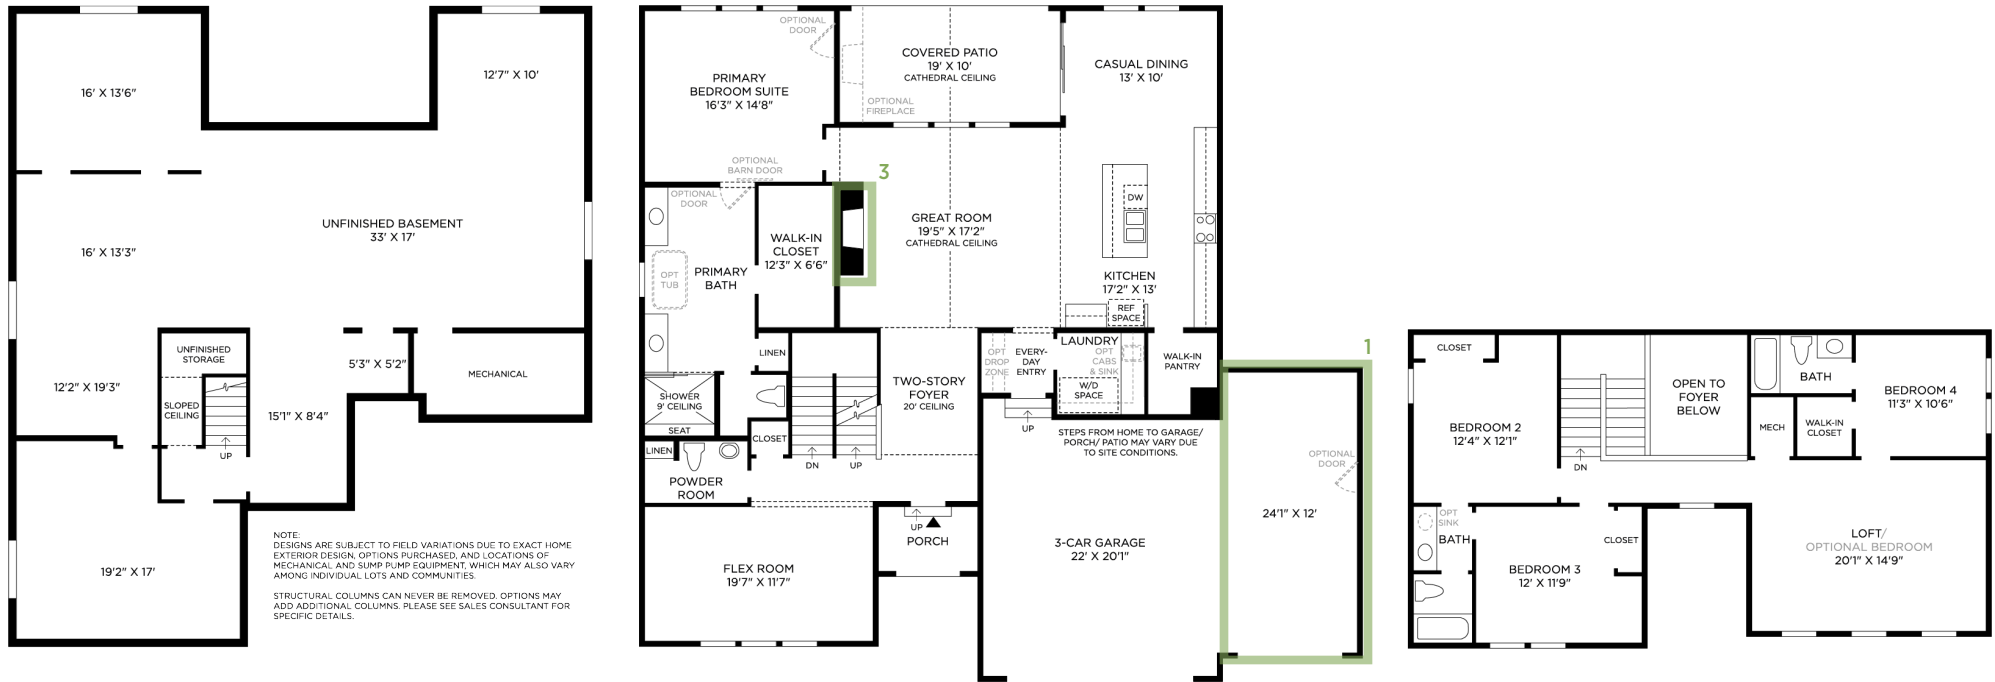 16' X 13'6"
12'7" X 10'
UNFINISHED BASEMENT
33' X 17'
16' X 13'3"
UNFINISHED
STORAGE
5'3" X 5'2"
MECHANICAL
12'2" X 19'3"
SLOPED
CEILING
15'1" X 8'4"
UP
19'2" X 17'
NOTE:
DESIGNS ARE SUBJECT TO FIELD VARIATIONS DUE TO EXACT HOME
EXTERIOR DESIGN, OPTIONS PURCHASED, AND LOCATIONS OF
MECHANICAL AND SUMP PUMP EQUIPMENT, WHICH MAY ALSO VARY
AMONG INDIVIDUAL LOTS AND COMMUNITIES.
STRUCTURAL COLUMNS CAN NEVER BE REMOVED. OPTIONS MAY
ADD ADDITIONAL COLUMNS. PLEASE SEE SALES CONSULTANT FOR
SPECIFIC DETAILS.
OPTIONAL
DOOR
COVERED PATIO
19' X 10'
CATHEDRAL CEILING
CASUAL DINING
13' X 10'
PRIMARY
BEDROOM SUITE
16'3" X 14'8"
OPTIONAL
FIREPLACE
OPTIONAL
BARN DOOR
3
OPTIONAL
DOOR
DW
GREAT ROOM
19'5" X 17'2"
CATHEDRAL CEILING
WALK-IN
CLOSET
12'3" X 6'6"
OPT
TUB
PRIMARY
BATH
KITCHEN
17'2" X 13'
REF
SPACE
LINEN
OPT
DROP
ZONE
EVERY-
DAY
ENTRY
LAUNDRY
OPT
CABS
& SINK
W/D
SPACE
WALK-IN
PANTRY
1
SHOWER
9' CEILING
SEAT
TWO-STORY
FOYER
20' CEILING
UP
CLOSET
STEPS FROM HOME TO GARAGE/
PORCH/ PATIO MAY VARY DUE
TO SITE CONDITIONS.
LINEN
DN
UP
OPTIONAL
DOOR
POWDER
ROOM
24'1" X 12'
UP
PORCH
3-CAR GARAGE
22' X 20'1"
FLEX ROOM
19'7" X 11'7"
CLOSET
BATH
OPEN TO
FOYER
BELOW
BEDROOM 4
11'3" X 10'6"
BEDROOM 2
12'4" X 12'1"
MECH
WALK-IN
CLOSET
DN
OPT
SINK
BATH
CLOSET
LOFT/
OPTIONAL BEDROOM
20'1" X 14'9"
BEDROOM 3
12' X 11'9"